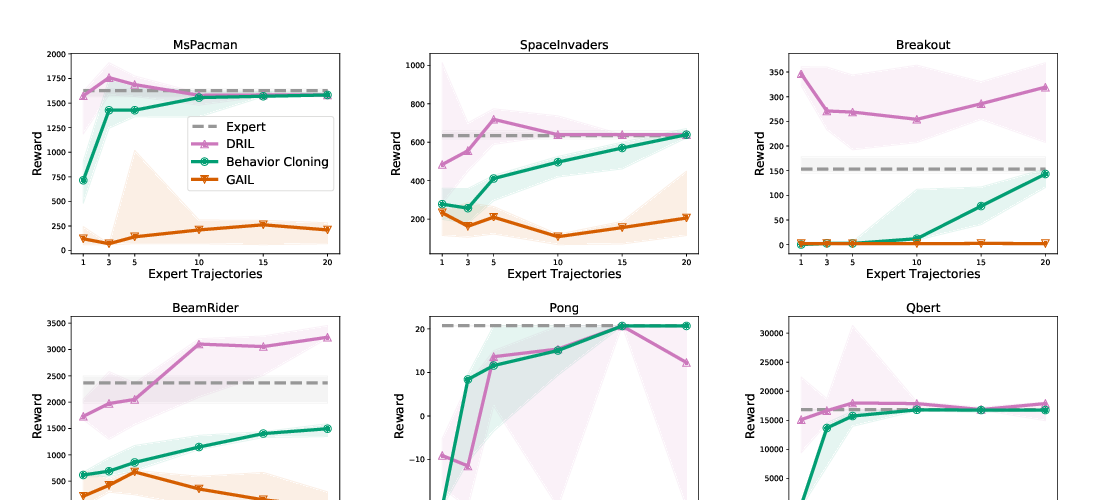 MsPacman
SpaceInvaders
Breakout
2000
1750
1500
1250
1000
750
500
250
0
Reward
Expert
DRIL
Behavior Cloning
GAIL
1 3 5 10 15 20
Expert Trajectories
1000
800
600
400
200
Reward
1 3 5 10 15 20
Expert Trajectories
350
300
250
200
150
100
50
0
Reward
1 3 5 10 15 20
Expert Trajectories
BeamRider
Pong
Qbert
3500
3000
2500
2000
1500
1000
500
Reward
20
10
0
−10
Reward
30000
25000
20000
15000
10000
5000
Reward